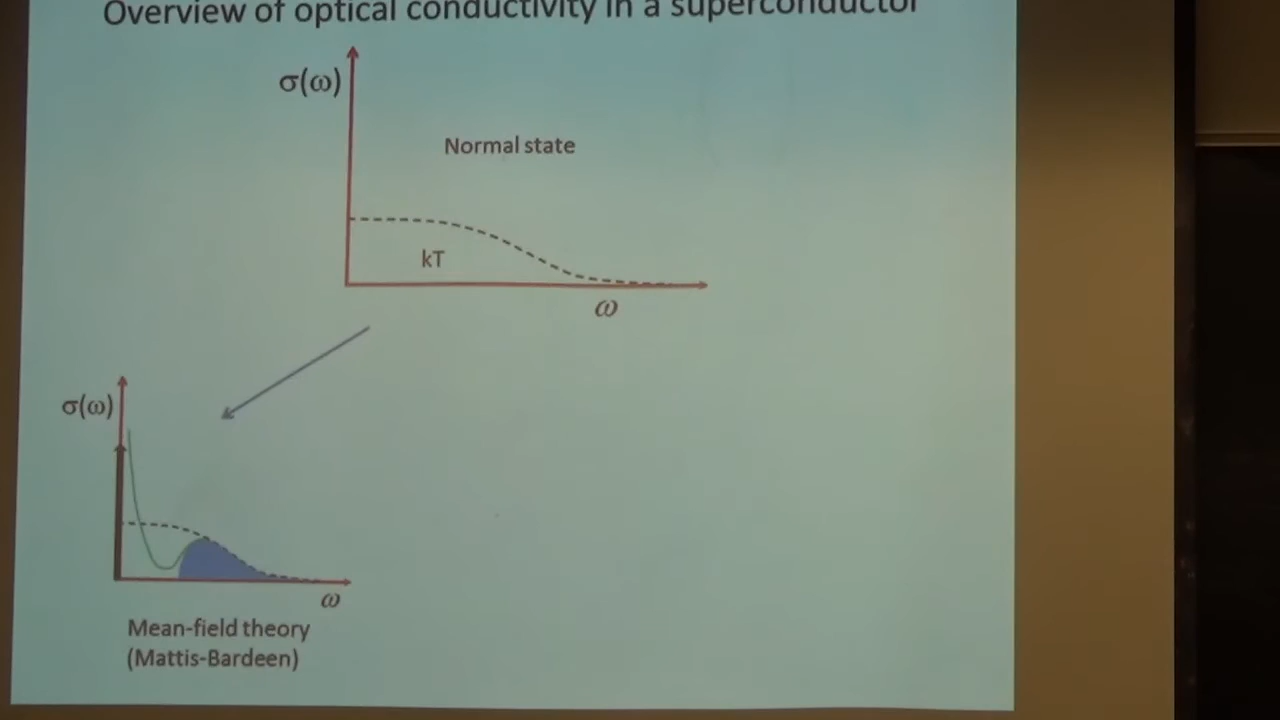 Overview of optical conductivity in a superconductor
σ(ω)
Normal state
kT
ω
σ(ω)
ω
Mean-field theory
(Mattis-Bardeen)